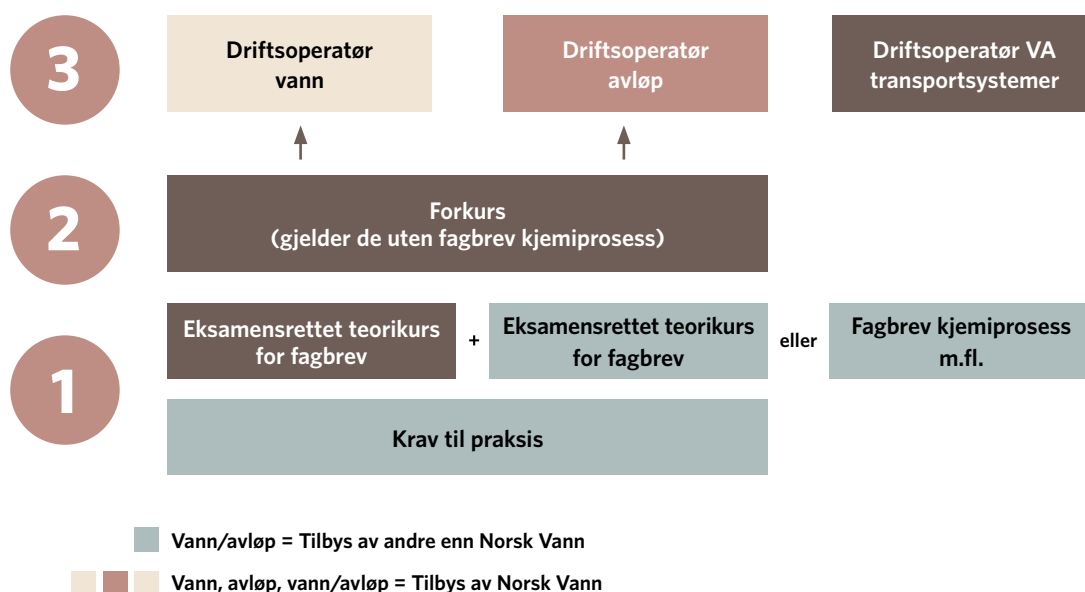 3
Driftsoperatør
vann
Driftsoperatør
avløp
Driftsoperatør VA
transportsystemer
2
Forkurs
(gjelder de uten fagbrev kjemiprosess)
1
Eksamensrettet teorikurs
for fagbrev
+
Eksamensrettet teorikurs
for fagbrev
eller
Fagbrev kjemiprosess
m.fl.
Krav til praksis
Vann/avløp = Tilbys av andre enn Norsk Vann
Vann, avløp, vann/avløp = Tilbys av Norsk Vann